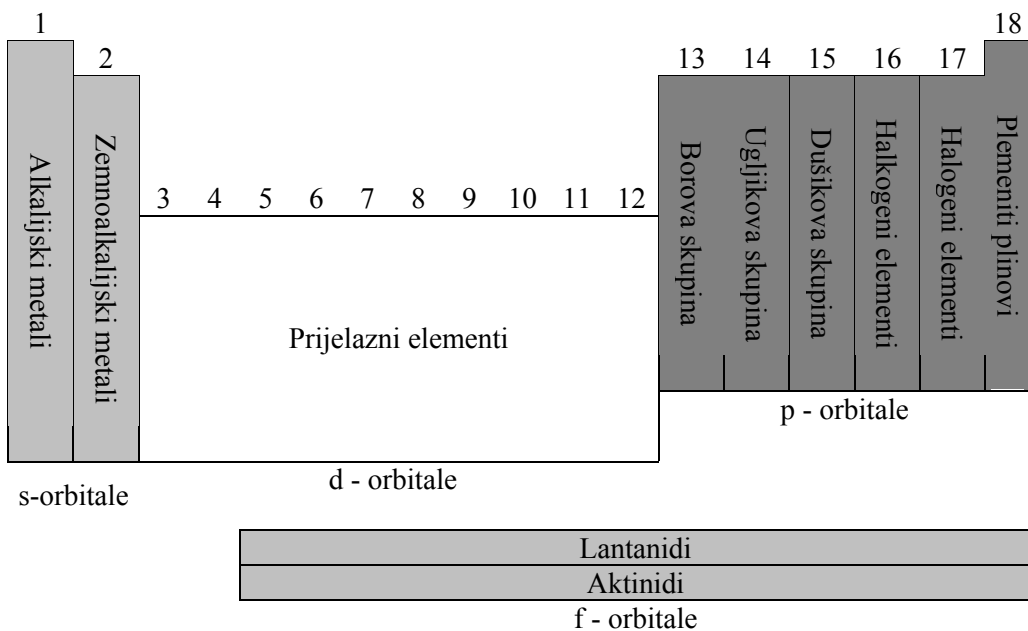 1
18
2
13 14 15 16 17
Alkalijski metali
Zemnoalkalijski metali
3 4 5 6 7 8 9 10 11 12
Prijelazni elementi
Borova skupina
Ugljikova skupina
Dušikova skupina
Halkogeni elementi
Halogeni elementi
Plemeniti plinovi
p - orbitale
s-orbitale
d - orbitale
Lantanidi
Aktinidi
f - orbitale